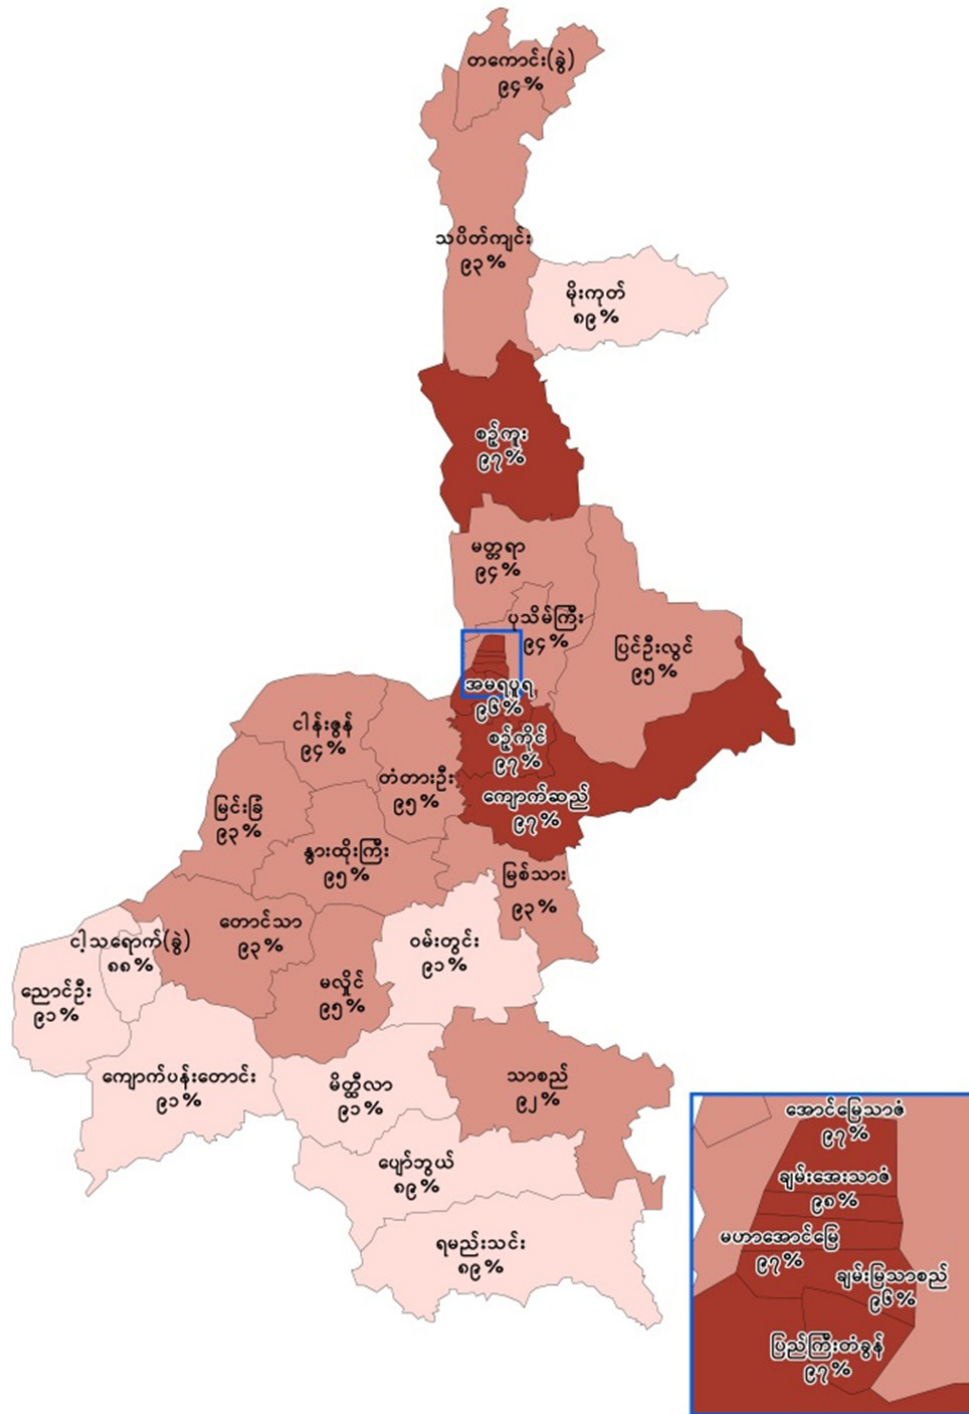 တကောင်း(ခွဲ)
၉၄%
သပိတ်ကျင်း
၉၃%
မိုးကုတ်
၈၉%
စဉ့်ကူး
၉၇%
မတ္တရာ
၉၄%
ပုသိမ်ကြီး
၉၄%
ပြင်ဦးလွင်
၉၅%
အမရပူရ
၉၆%
စဉ့်ကိုင်
၉၇%
ကျောက်ဆည်
၉၇%
ငါန်းဇွန်
၉၄%
တံတားဦး
၉၅%
မြင်းခြံ
၉၃%
နွားထိုးကြီး
၉၅%
မြစ်သား
၉၃%
တောင်သာ
၉၃%
ဝမ်းတွင်း
၉၁%
ငါ့သရောက်(ခွဲ)
၈၈%
မလှိုင်
၉၅%
ညောင်ဦး
၉၁%
ကျောက်ပန်းတောင်း
၉၁%
မိတ္ထီလာ
၉၁%
သာစည်
၉၂%
ပျော်ဘွယ်
၈၉%
ရမည်းသင်း
၈၉%
အောင်မြေသာဇံ
၉၇%
ချမ်းအေးသာဇံ
၉၈%
မဟာအောင်မြေ
၉၇%
ချမ်းမြသာစည်
၉၆%
ပြည်ကြီးတံခွန်
၉၇%